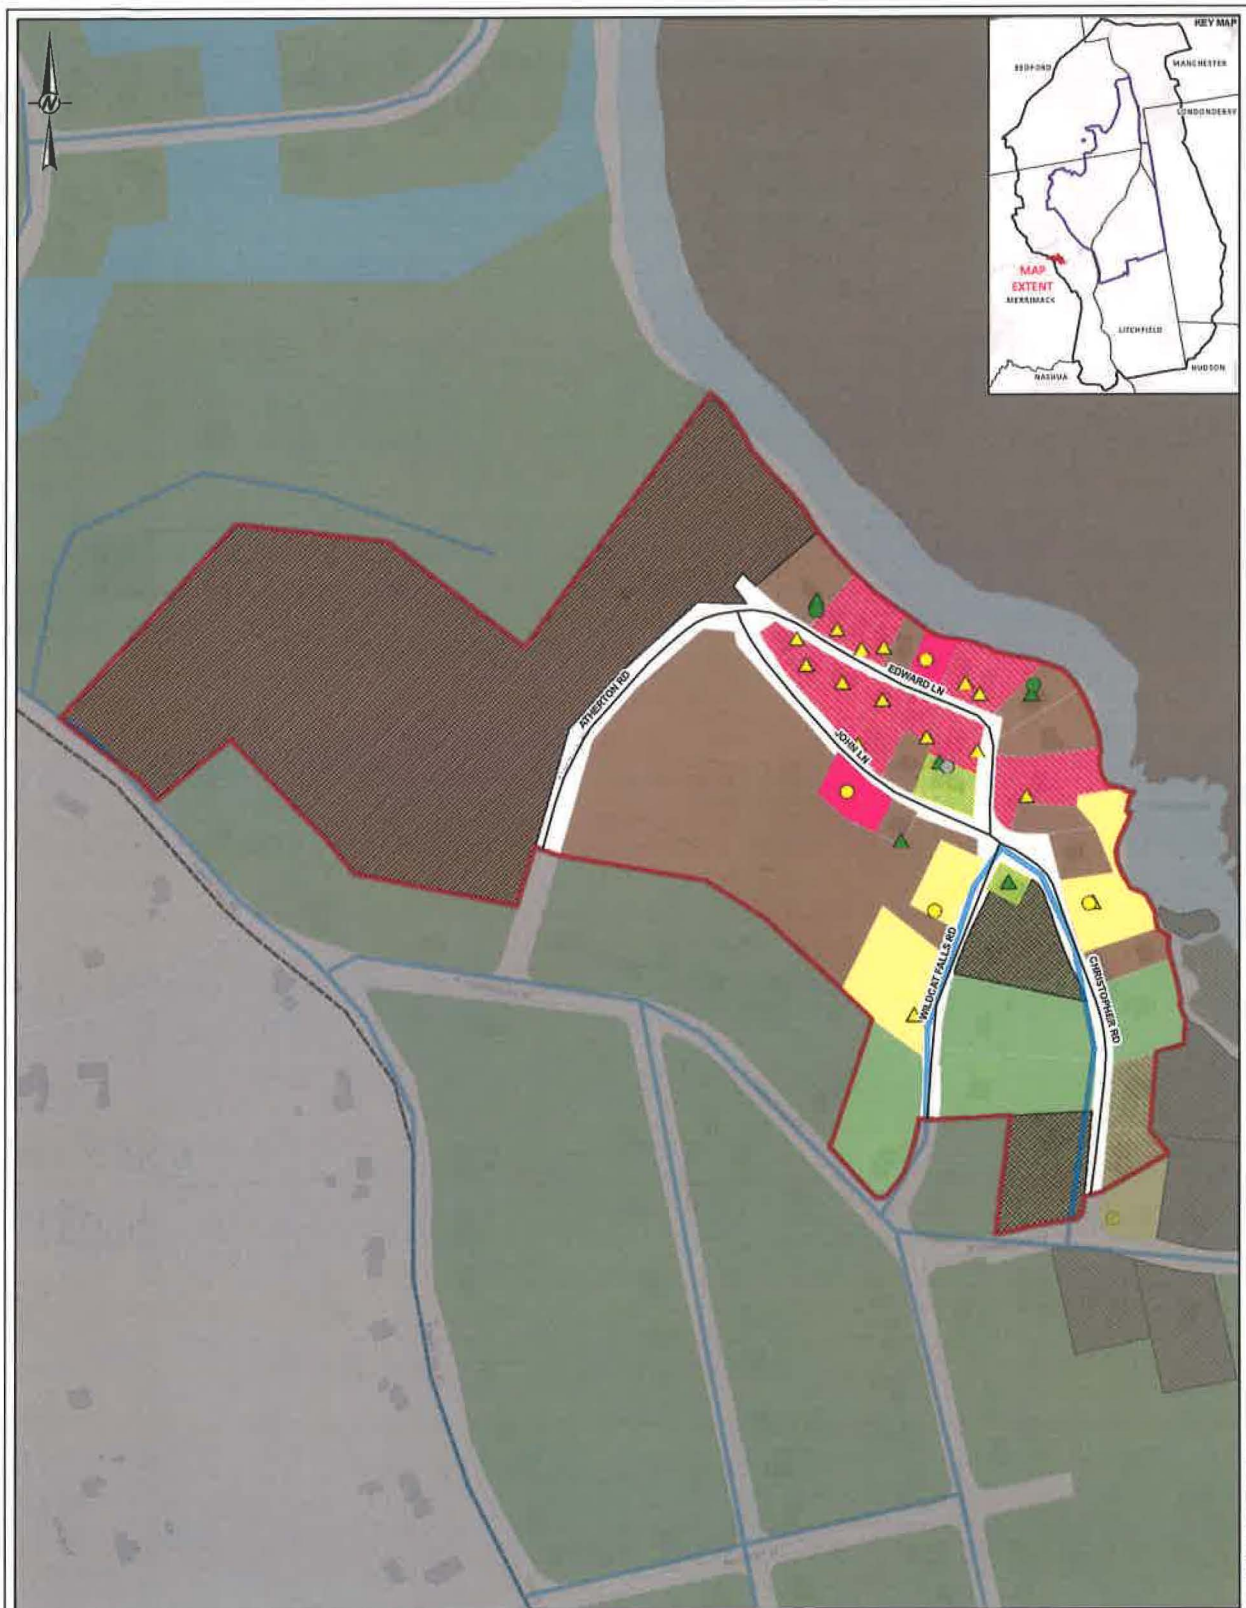 N
KEY MAP
BEDFORD
MANCHESTER
LONDONDERRY
MAP
EXTENT
MERRIMACK
LITCHFIELD
NASHUA
HUDSON
ATHERTON RD
EDWARD LN
JOHN LN
WILDCAT FALLS RD
CHRISTOPHER RD